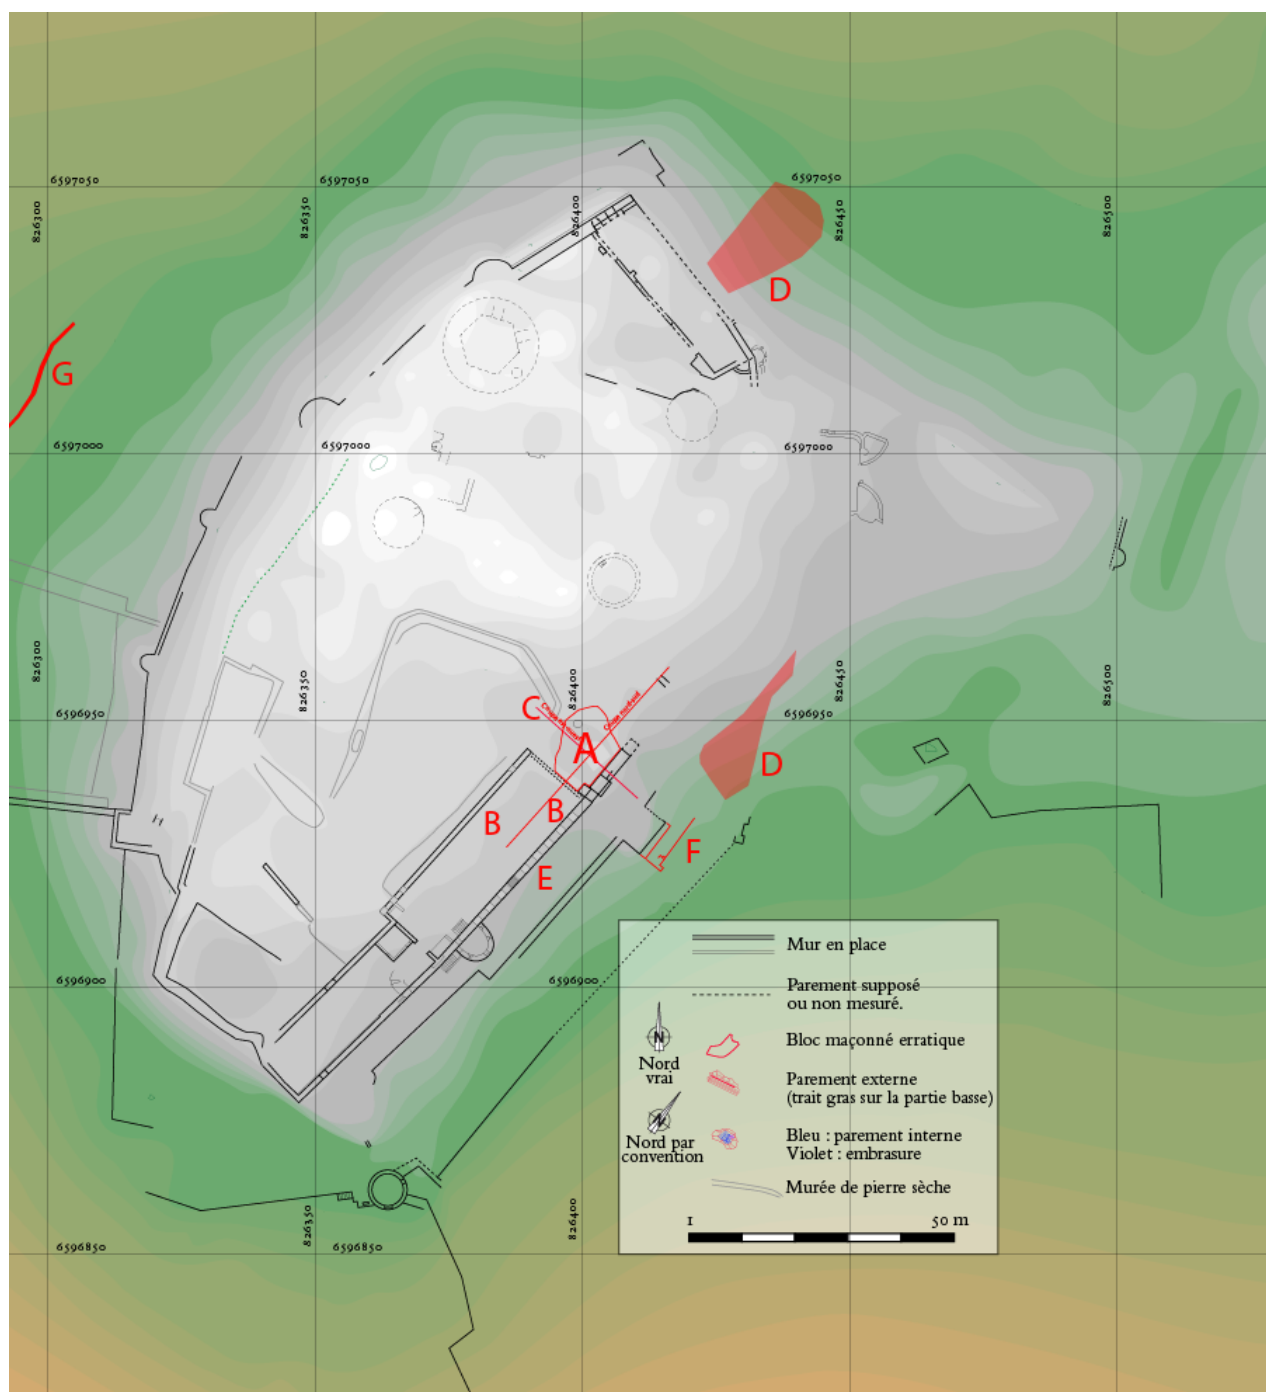 6597050
6597050
6597050
826300
826350
826400
826450
826500
D
G
6597000
6597000
6597000
826300
826350
826400
826450
826500
C
Coupe nord-sud
6596950
6596950
A
D
B
B
E
F
6596900
6596900
Mur en place
Parement supposé
ou non mesuré.
Nord
vrai
Bloc maçonné erratique
Parement externe
(trait gras sur la partie basse)
Nord par
convention
Bleu : parement interne
Violet : embrasure
Murée de pierre sèche
1 50 m
826350
826400
6596850
6596850